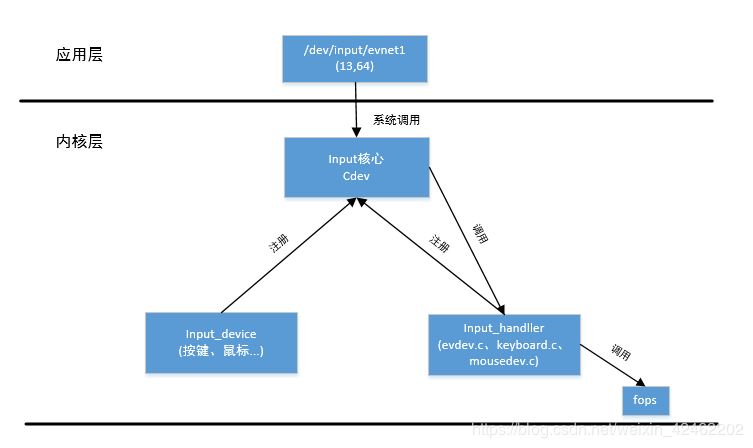 应用层
/dev/input/evnet1
(13,64)
系统调用
内核层
Input核心
Cdev
注册
注册
调用
Input_device
(按键、鼠标...)
Input_handller
(evdev.c、keyboard.c、
mousedev.c)
调用
fops
https://blog.csdn.net/weixin_42462202